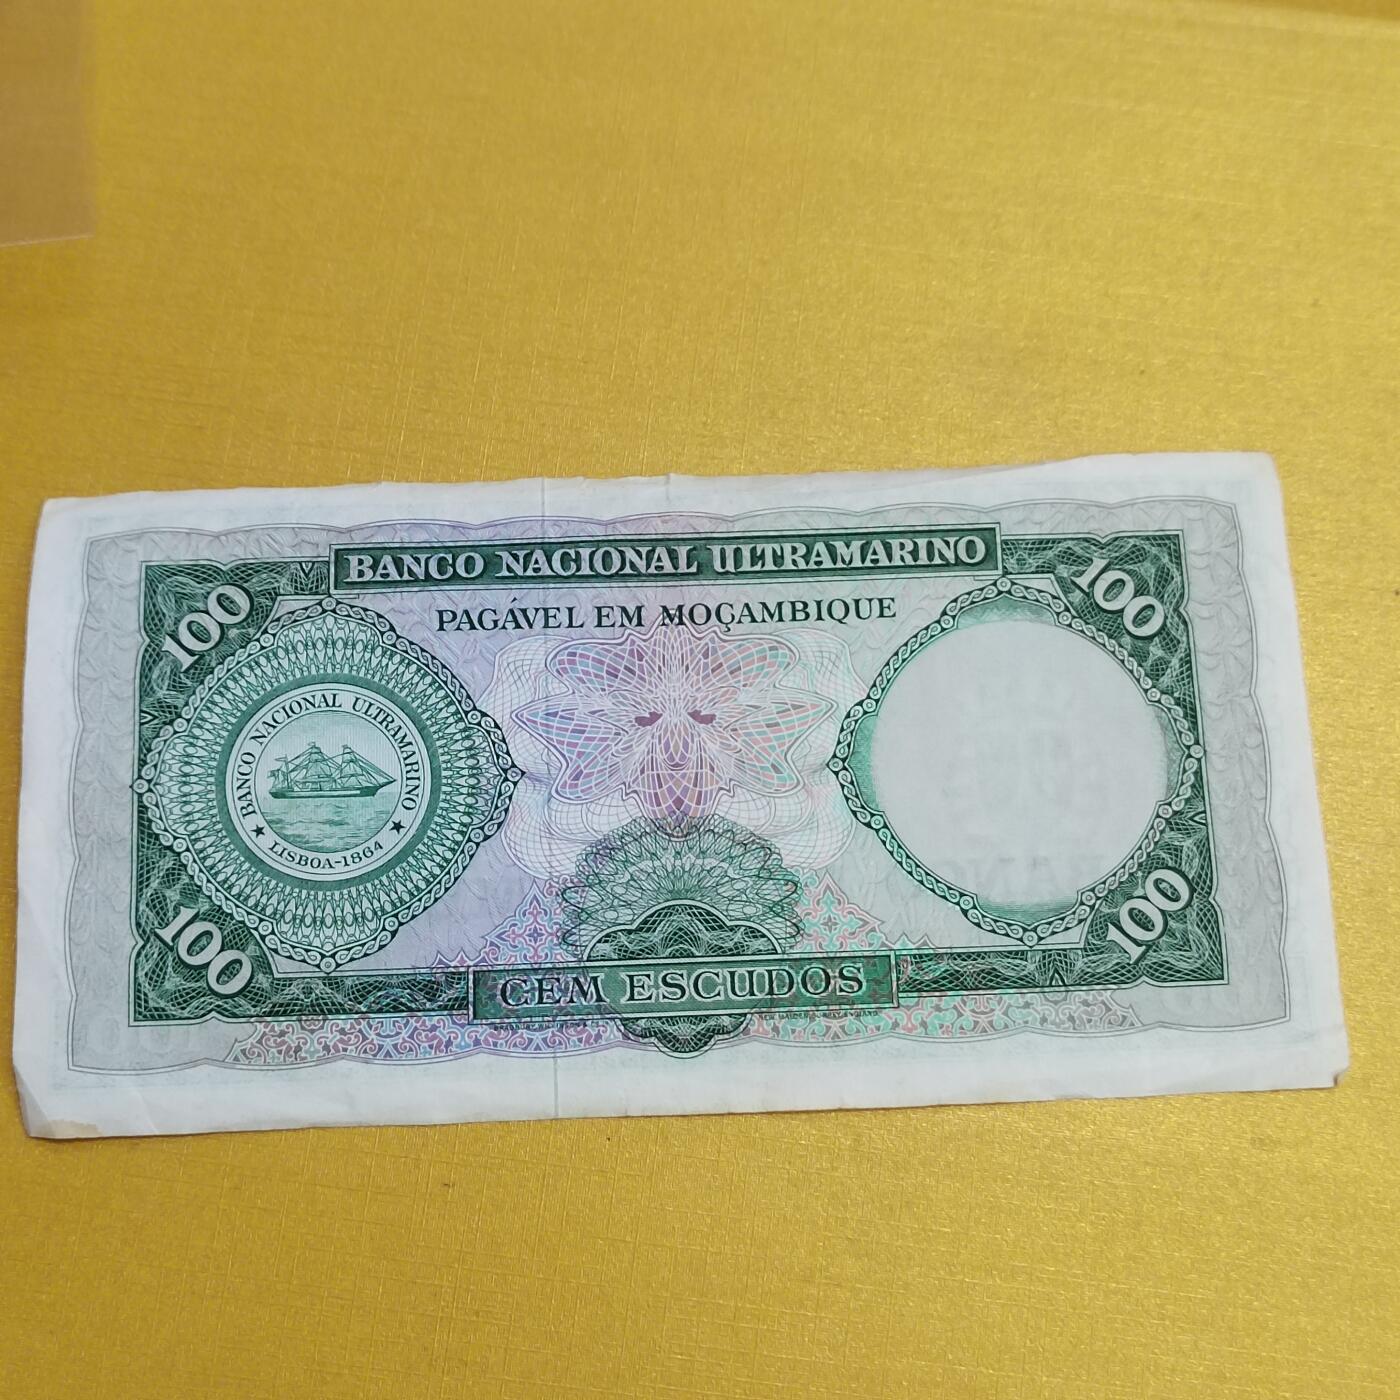 BANCO NACIONAL ULTRAMARINO
PAGÁVEL EM MOÇAMBIQUE
100
100
BANCO NACIONAL ULTRAMARINO
★ LISBOA-1864 ★
100
100
CEM ESCUDOS